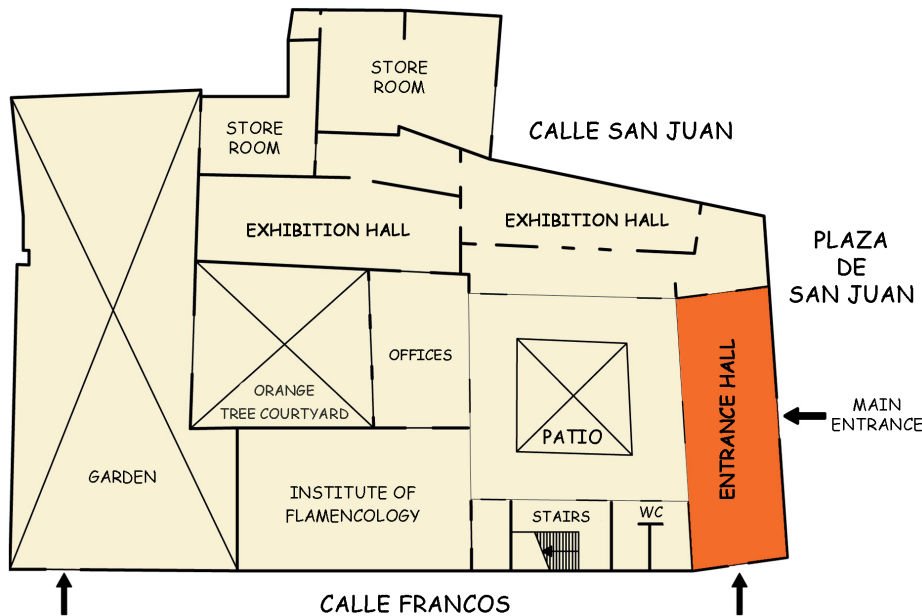 STORE
ROOM
STORE
ROOM
CALLE SAN JUAN
EXHIBITION HALL
EXHIBITION HALL
PLAZA
DE
SAN JUAN
OFFICES
ORANGE
TREE COURTYARD
ENTRANCE HALL
MAIN
ENTRANCE
PATIO
GARDEN
INSTITUTE OF
FLAMENCOLOGY
STAIRS
WC
CALLE FRANCOS